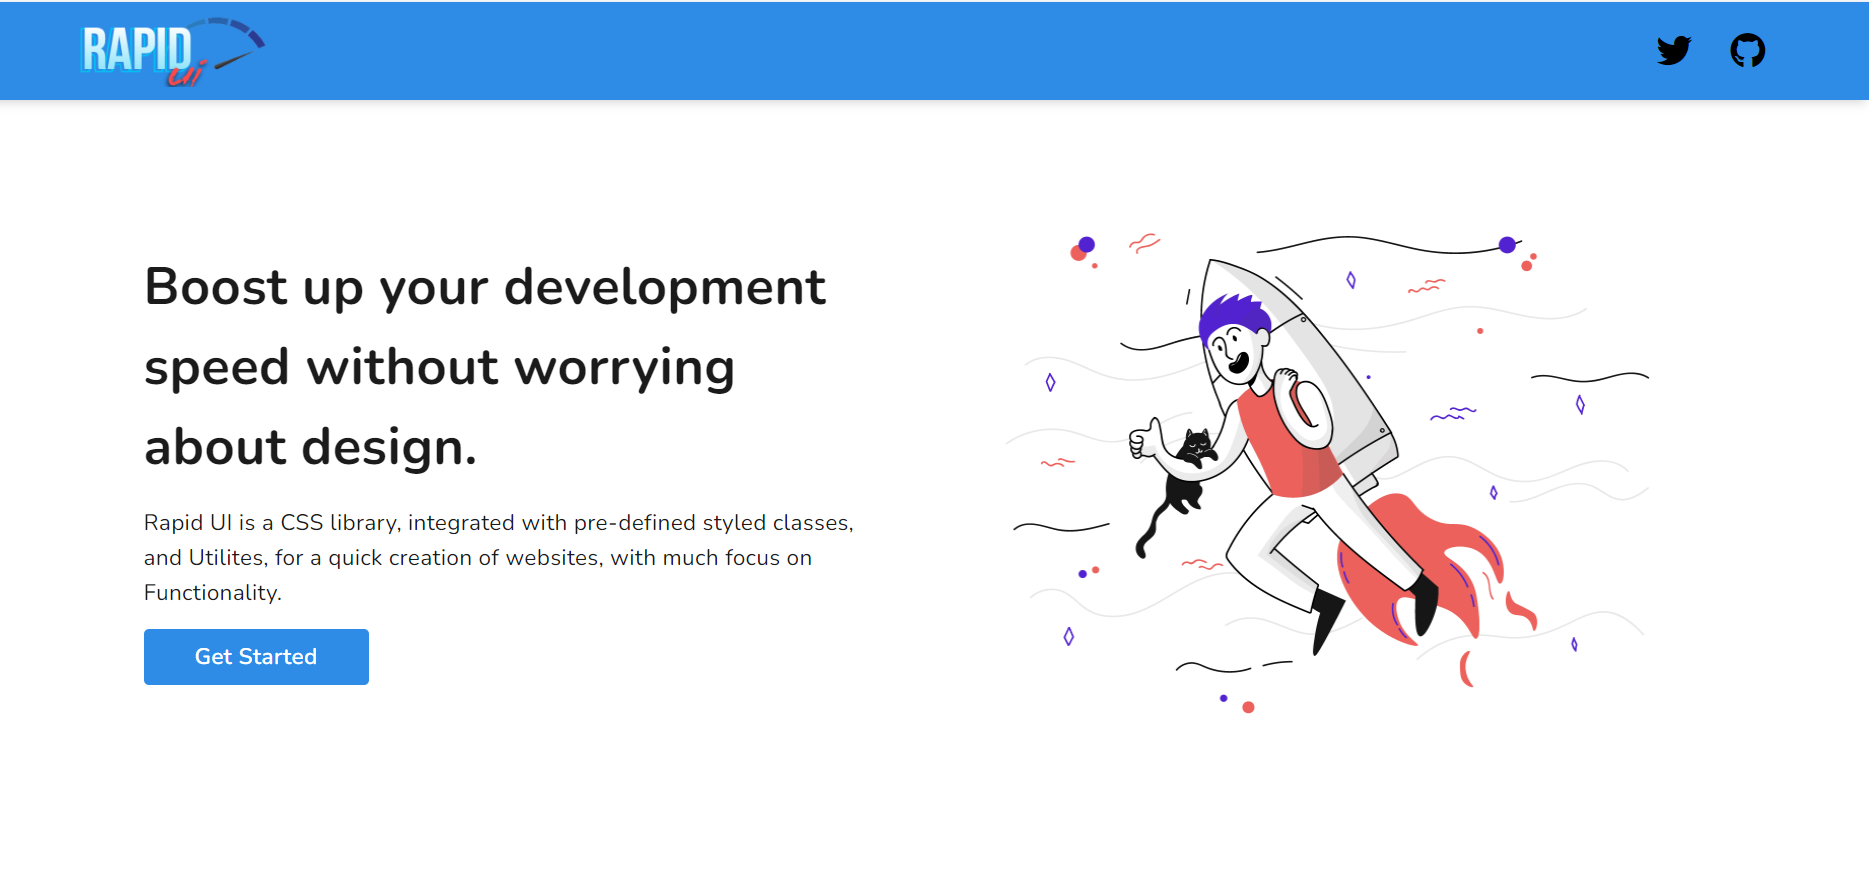 RAPID
ui
Boost up your development
speed without worrying
about design.
Rapid UI is a CSS library, integrated with pre-defined styled classes,
and Utilites, for a quick creation of websites, with much focus on
Functionality.
Get Started